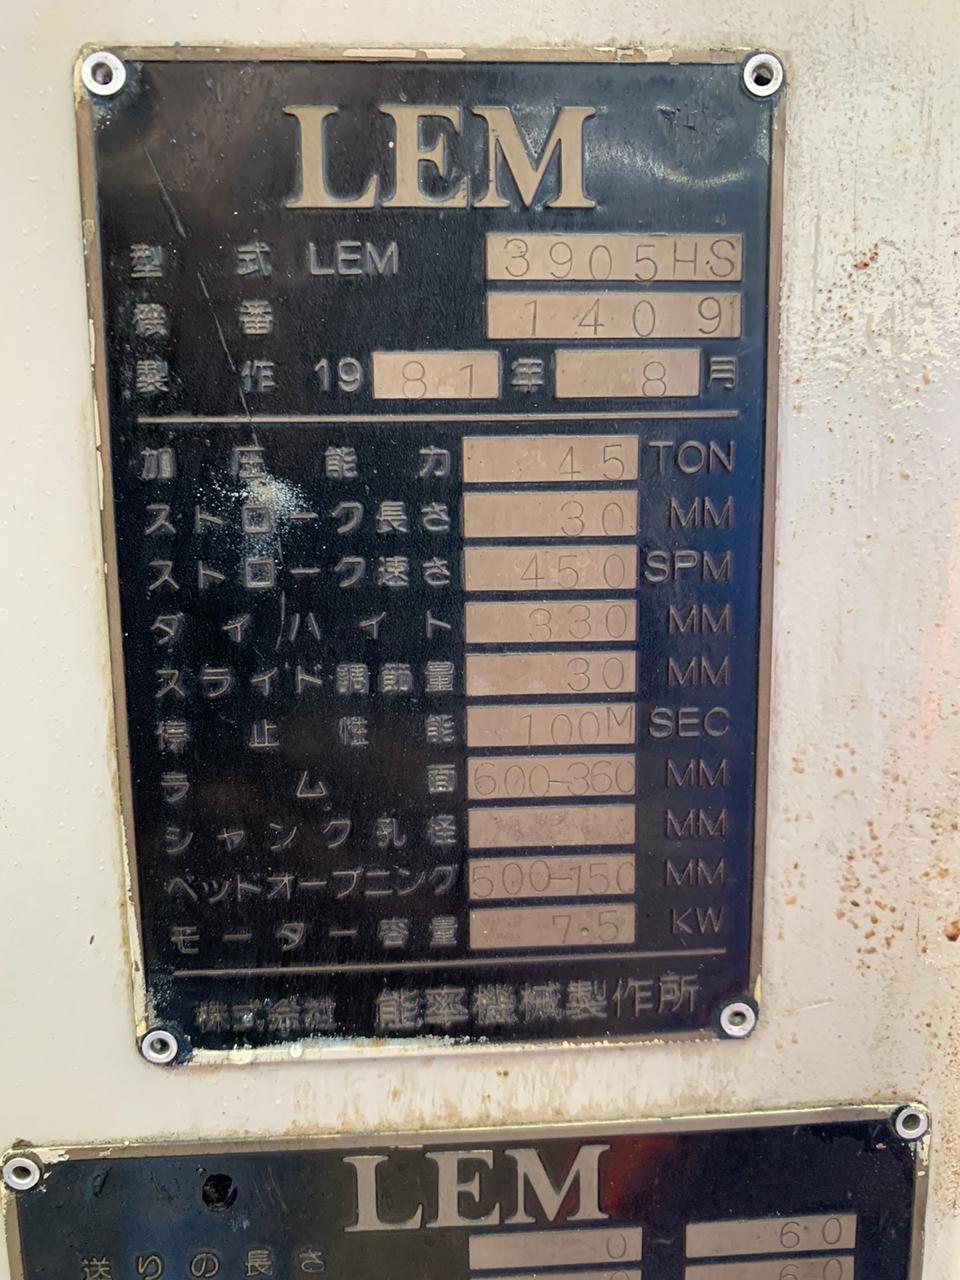 LEM
型式 LEM 3905HS
機番 1409
製作 1981年 8月
加圧能力 45 TON
ストローク長さ 30 MM
ストローク速さ 450 SPM
ダイハイト 330 MM
スライド調節量 30 MM
停止性能 100M SEC
ラム面 600-360 MM
シャンク孔径 MM
ベッドオープニング 500-150 MM
モーター容量 7.5 KW
株式会社 能率機械製作所
LEM
送りの長さ 0 60